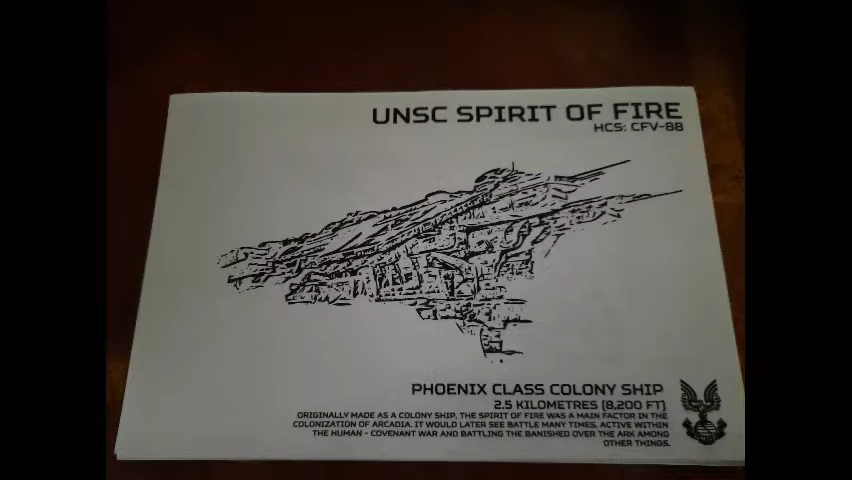 UNSC SPIRIT OF FIRE
HCS: CFV-88
PHOENIX CLASS COLONY SHIP
2.5 KILOMETRES (8,200 FT)
ORIGINALLY MADE AS A COLONY SHIP, THE SPIRIT OF FIRE WAS A MAIN FACTOR IN THE
COLONIZATION OF ARCADIA. IT WOULD LATER SEE BATTLE MANY TIMES, ACTIVE WITHIN
THE HUMAN - COVENANT WAR AND BATTLING THE BANISHED OVER THE ARK AMONG
OTHER THINGS.